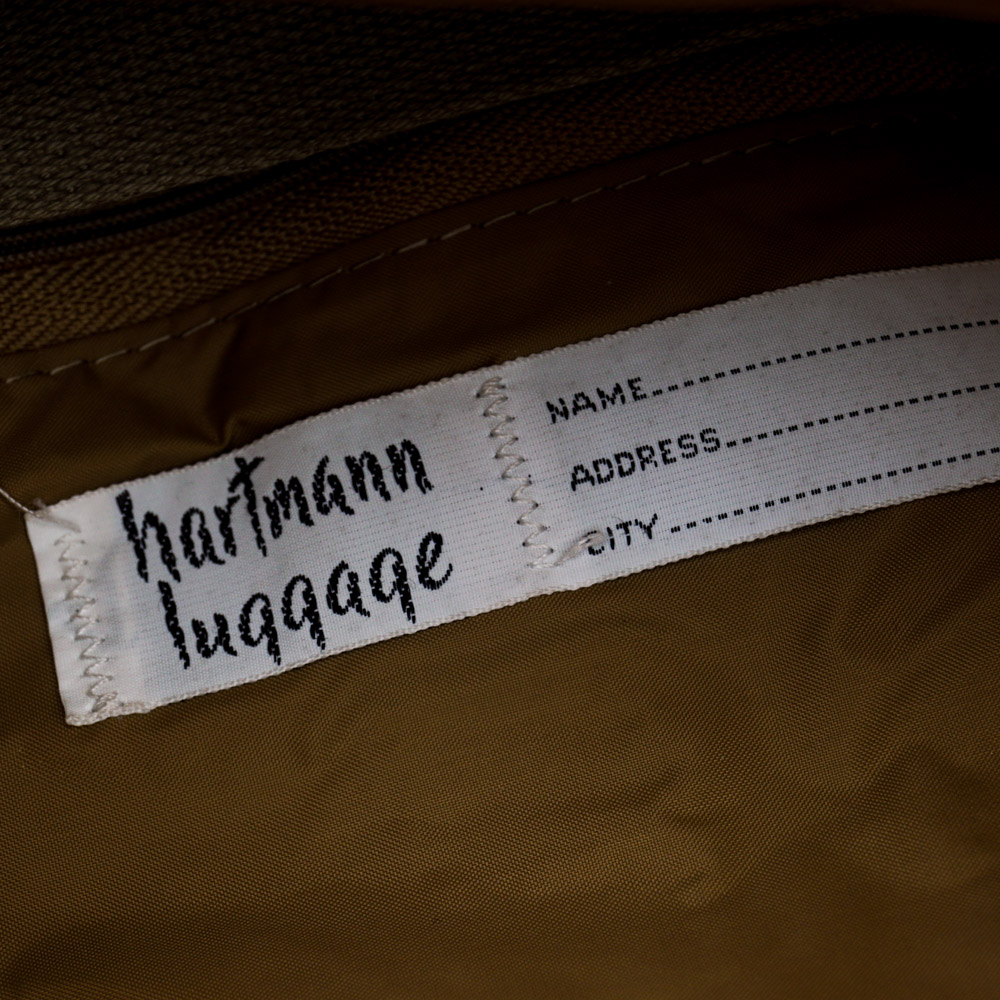 hartmann
luggage
NAME
ADDRESS
CITY